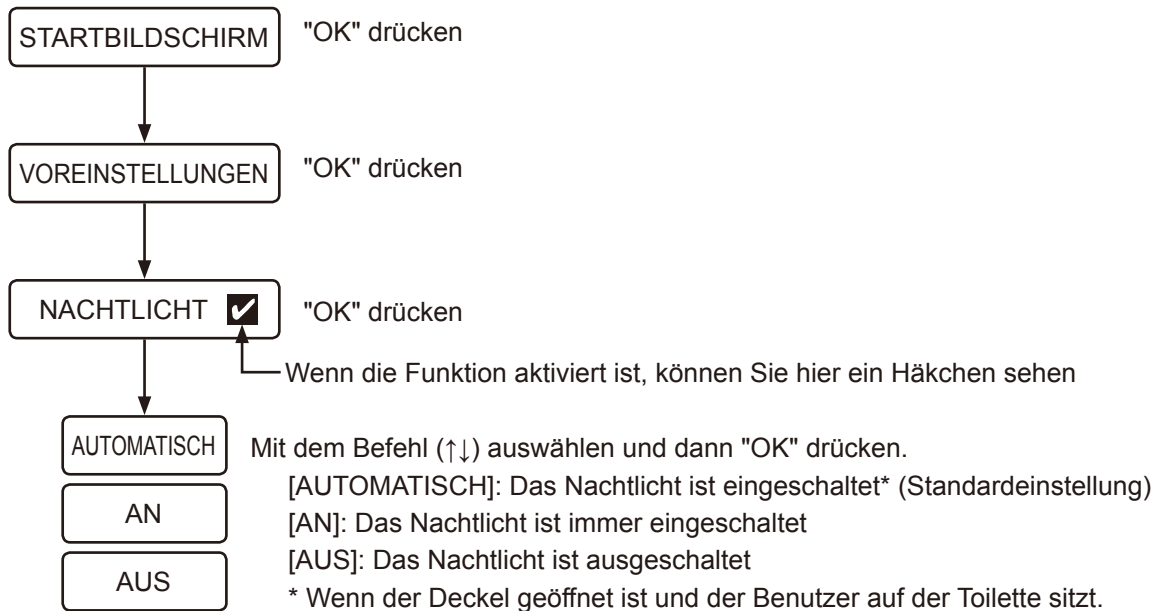 STARTBILDSCHIRM "OK" drücken
VOREINSTELLUNGEN "OK" drücken
NACHTLICHT ✔ "OK" drücken
Wenn die Funktion aktiviert ist, können Sie hier ein Häkchen sehen
AUTOMATISCH Mit dem Befehl (↑↓) auswählen und dann "OK" drücken.
[AUTOMATISCH]: Das Nachtlicht ist eingeschaltet* (Standardeinstellung)
AN [AN]: Das Nachtlicht ist immer eingeschaltet
[AUS]: Das Nachtlicht ist ausgeschaltet
AUS * Wenn der Deckel geöffnet ist und der Benutzer auf der Toilette sitzt.